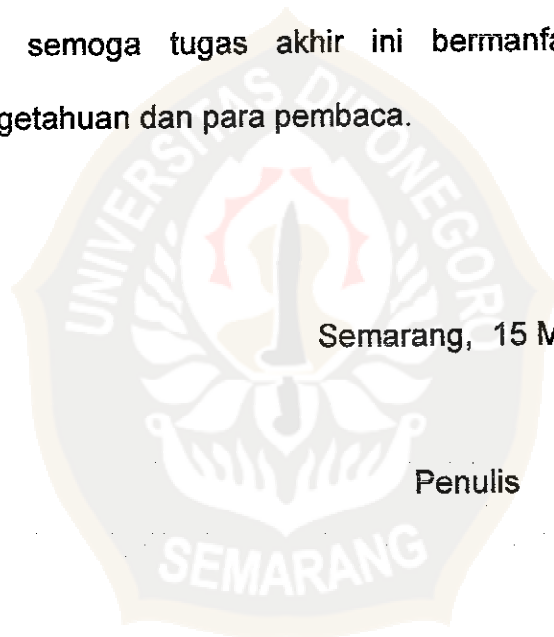 semoga tugas akhir ini bermanfa
getahuan dan para pembaca.
UNIVERSITAS DIPONEGORO
Semarang, 15 M
Penulis
SEMARANG